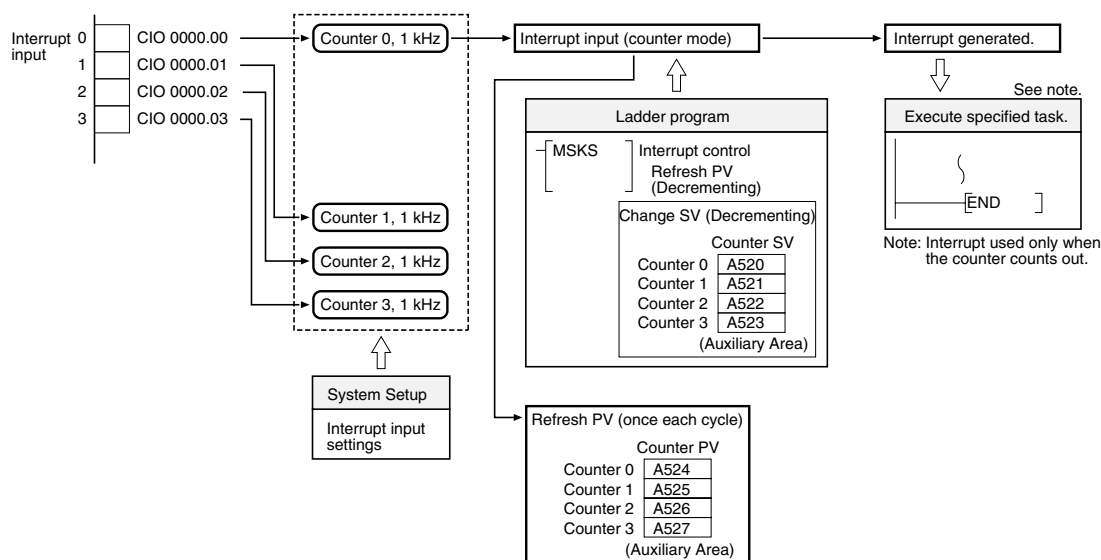 Interrupt input
0 CIO 0000.00
1 CIO 0000.01
2 CIO 0000.02
3 CIO 0000.03
Counter 0, 1 kHz
Counter 1, 1 kHz
Counter 2, 1 kHz
Counter 3, 1 kHz
System Setup
Interrupt input
settings
Interrupt input (counter mode)
Ladder program
MSKS
Interrupt control
Refresh PV
(Decrementing)
Change SV (Decrementing)
Counter SV
Counter 0 A520
Counter 1 A521
Counter 2 A522
Counter 3 A523
(Auxiliary Area)
Refresh PV (once each cycle)
Counter PV
Counter 0 A524
Counter 1 A525
Counter 2 A526
Counter 3 A527
(Auxiliary Area)
Interrupt generated.
See note.
Execute specified task.
END
Note: Interrupt used only when
the counter counts out.